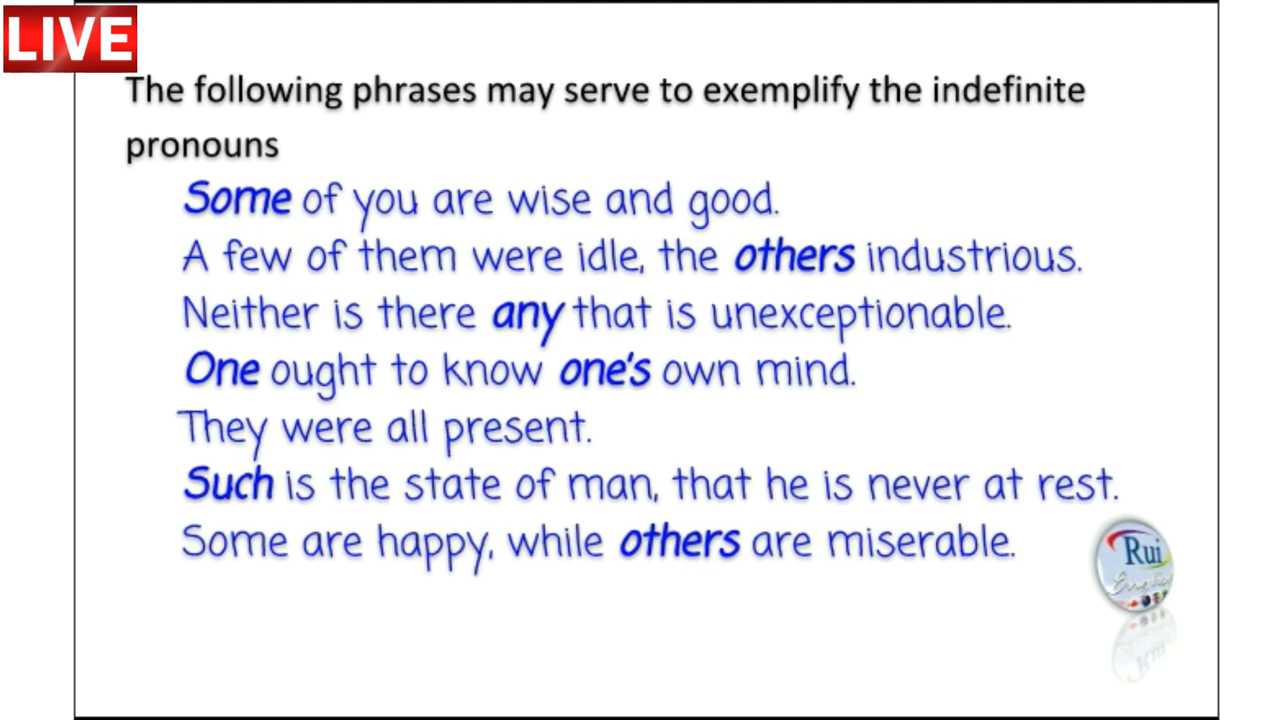 LIVE
The following phrases may serve to exemplify the indefinite
pronouns
Some of you are wise and good.
A few of them were idle, the others industrious.
Neither is there any that is unexceptionable.
One ought to know one's own mind.
They were all present.
Such is the state of man, that he is never at rest.
Some are happy, while others are miserable.
Rui
English